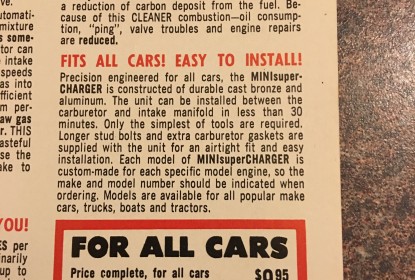 ve.
automati-
mixture
s some-
r can
e intake
speeds
as into
fficient
m per-
aw gas
r. THIS
asteful
se the
ake to
YOU!
ES per
inarily
up to
a reduction of carbon deposit from the fuel. Be-
cause of this CLEANER combustion—oil consump-
tion, "ping", valve troubles and engine repairs
are reduced.
FITS ALL CARS! EASY TO INSTALL!
Precision engineered for all cars, the MINIsuper-
CHARGER is constructed of durable cast bronze and
aluminum. The unit can be installed between the
carburetor and intake manifold in less than 30
minutes. Only the simplest of tools are required.
Longer stud bolts and extra carburetor gaskets are
supplied with the unit for an airtight fit and easy
installation. Each model of MINIsuperCHARGER is
custom-made for each specific model engine, so the
make and model number should be indicated when
ordering. Models are available for all popular make
cars, trucks, boats and tractors.
FOR ALL CARS
Price complete, for all cars
95